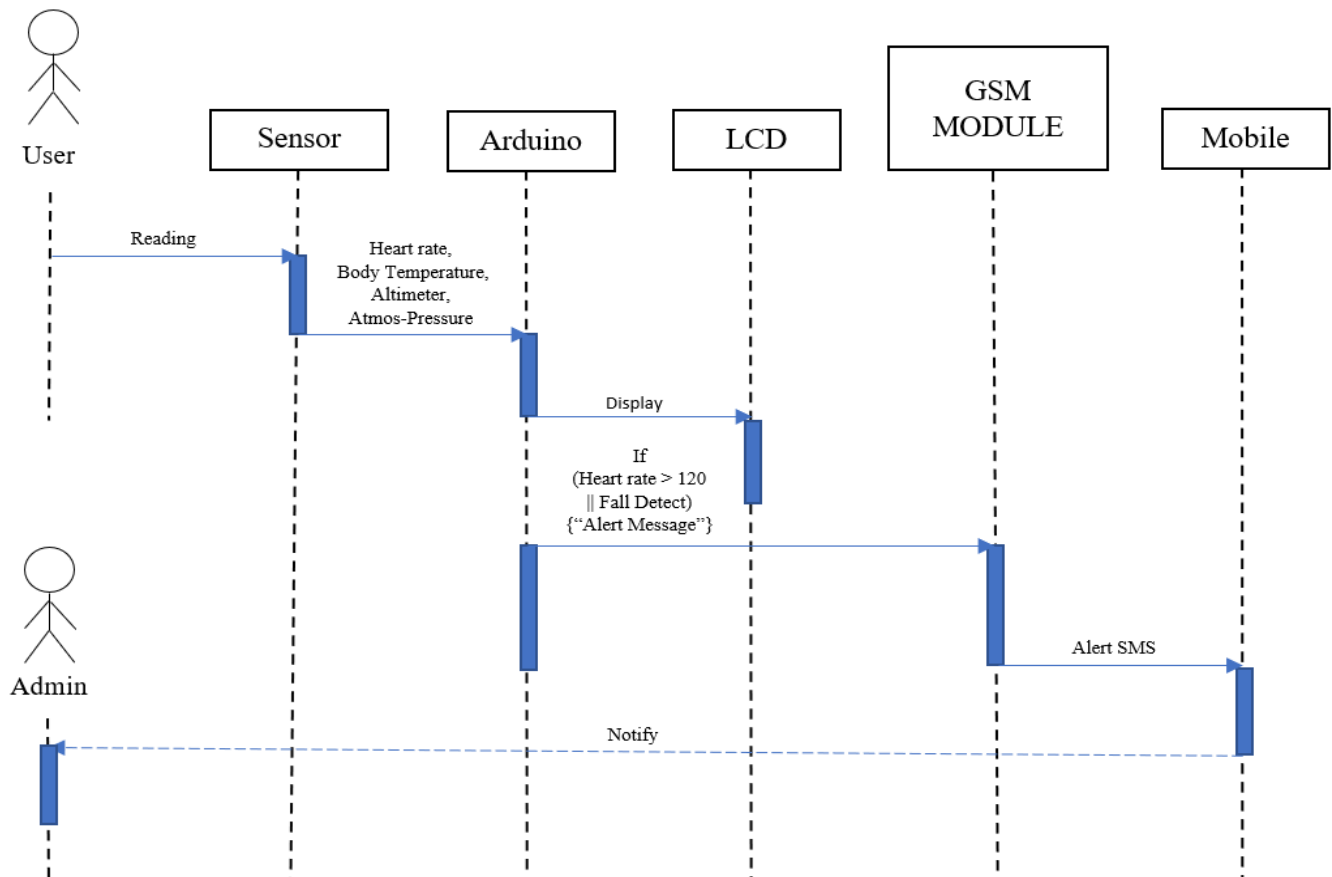 User
Sensor
Arduino
LCD
GSM
MODULE
Mobile
Reading
Heart rate,
Body Temperature,
Altimeter,
Atmos-Pressure
Display
If
(Heart rate > 120
|| Fall Detect)
{“Alert Message”}
Admin
Alert SMS
Notify